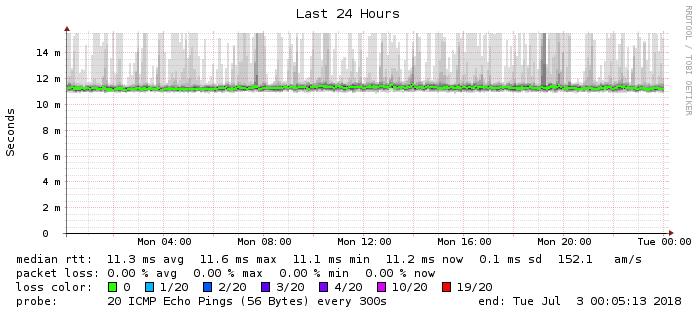 Last 24 Hours
RRDTOOL / TOBI OETIKER
Seconds
14 m
12 m
10 m
8 m
6 m
4 m
2 m
0
Mon 04:00 Mon 08:00 Mon 12:00 Mon 16:00 Mon 20:00 Tue 00:00
median rtt: 11.3 ms avg 11.6 ms max 11.1 ms min 11.2 ms now 0.1 ms sd 152.1 am/s
packet loss: 0.00 % avg 0.00 % max 0.00 % min 0.00 % now
loss color: 0 1/20 2/20 3/20 4/20 10/20 19/20
probe: 20 ICMP Echo Pings (56 Bytes) every 300s end: Tue Jul 3 00:05:13 2018